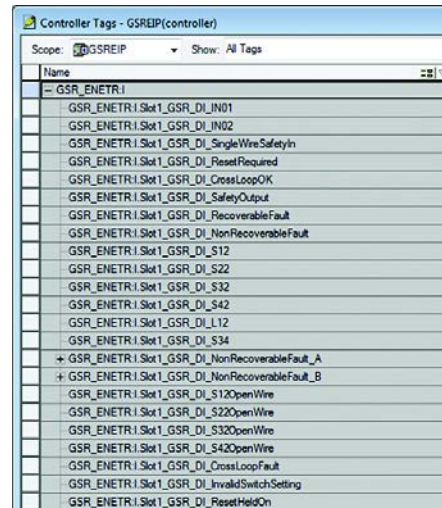 Controller Tags - GSREIP(controller)
Scope: GSREIP Show: All Tags
Name
GSR_ENETR:I
GSR_ENETR:I.Slot1_GSR_DI_IN01
GSR_ENETR:I.Slot1_GSR_DI_IN02
GSR_ENETR:I.Slot1_GSR_DI_SingleWireSafetyIn
GSR_ENETR:I.Slot1_GSR_DI_ResetRequired
GSR_ENETR:I.Slot1_GSR_DI_CrossLoopOK
GSR_ENETR:I.Slot1_GSR_DI_SafetyOutput
GSR_ENETR:I.Slot1_GSR_DI_RecoverableFault
GSR_ENETR:I.Slot1_GSR_DI_NonRecoverableFault
GSR_ENETR:I.Slot1_GSR_DI_S12
GSR_ENETR:I.Slot1_GSR_DI_S22
GSR_ENETR:I.Slot1_GSR_DI_S32
GSR_ENETR:I.Slot1_GSR_DI_S42
GSR_ENETR:I.Slot1_GSR_DI_L12
GSR_ENETR:I.Slot1_GSR_DI_S34
GSR_ENETR:I.Slot1_GSR_DI_NonRecoverableFault_A
GSR_ENETR:I.Slot1_GSR_DI_NonRecoverableFault_B
GSR_ENETR:I.Slot1_GSR_DI_S12OpenWire
GSR_ENETR:I.Slot1_GSR_DI_S22OpenWire
GSR_ENETR:I.Slot1_GSR_DI_S32OpenWire
GSR_ENETR:I.Slot1_GSR_DI_S42OpenWire
GSR_ENETR:I.Slot1_GSR_DI_CrossLoopFault
GSR_ENETR:I.Slot1_GSR_DI_InvalidSwitchSetting
GSR_ENETR:I.Slot1_GSR_DI_ResetHeldOn